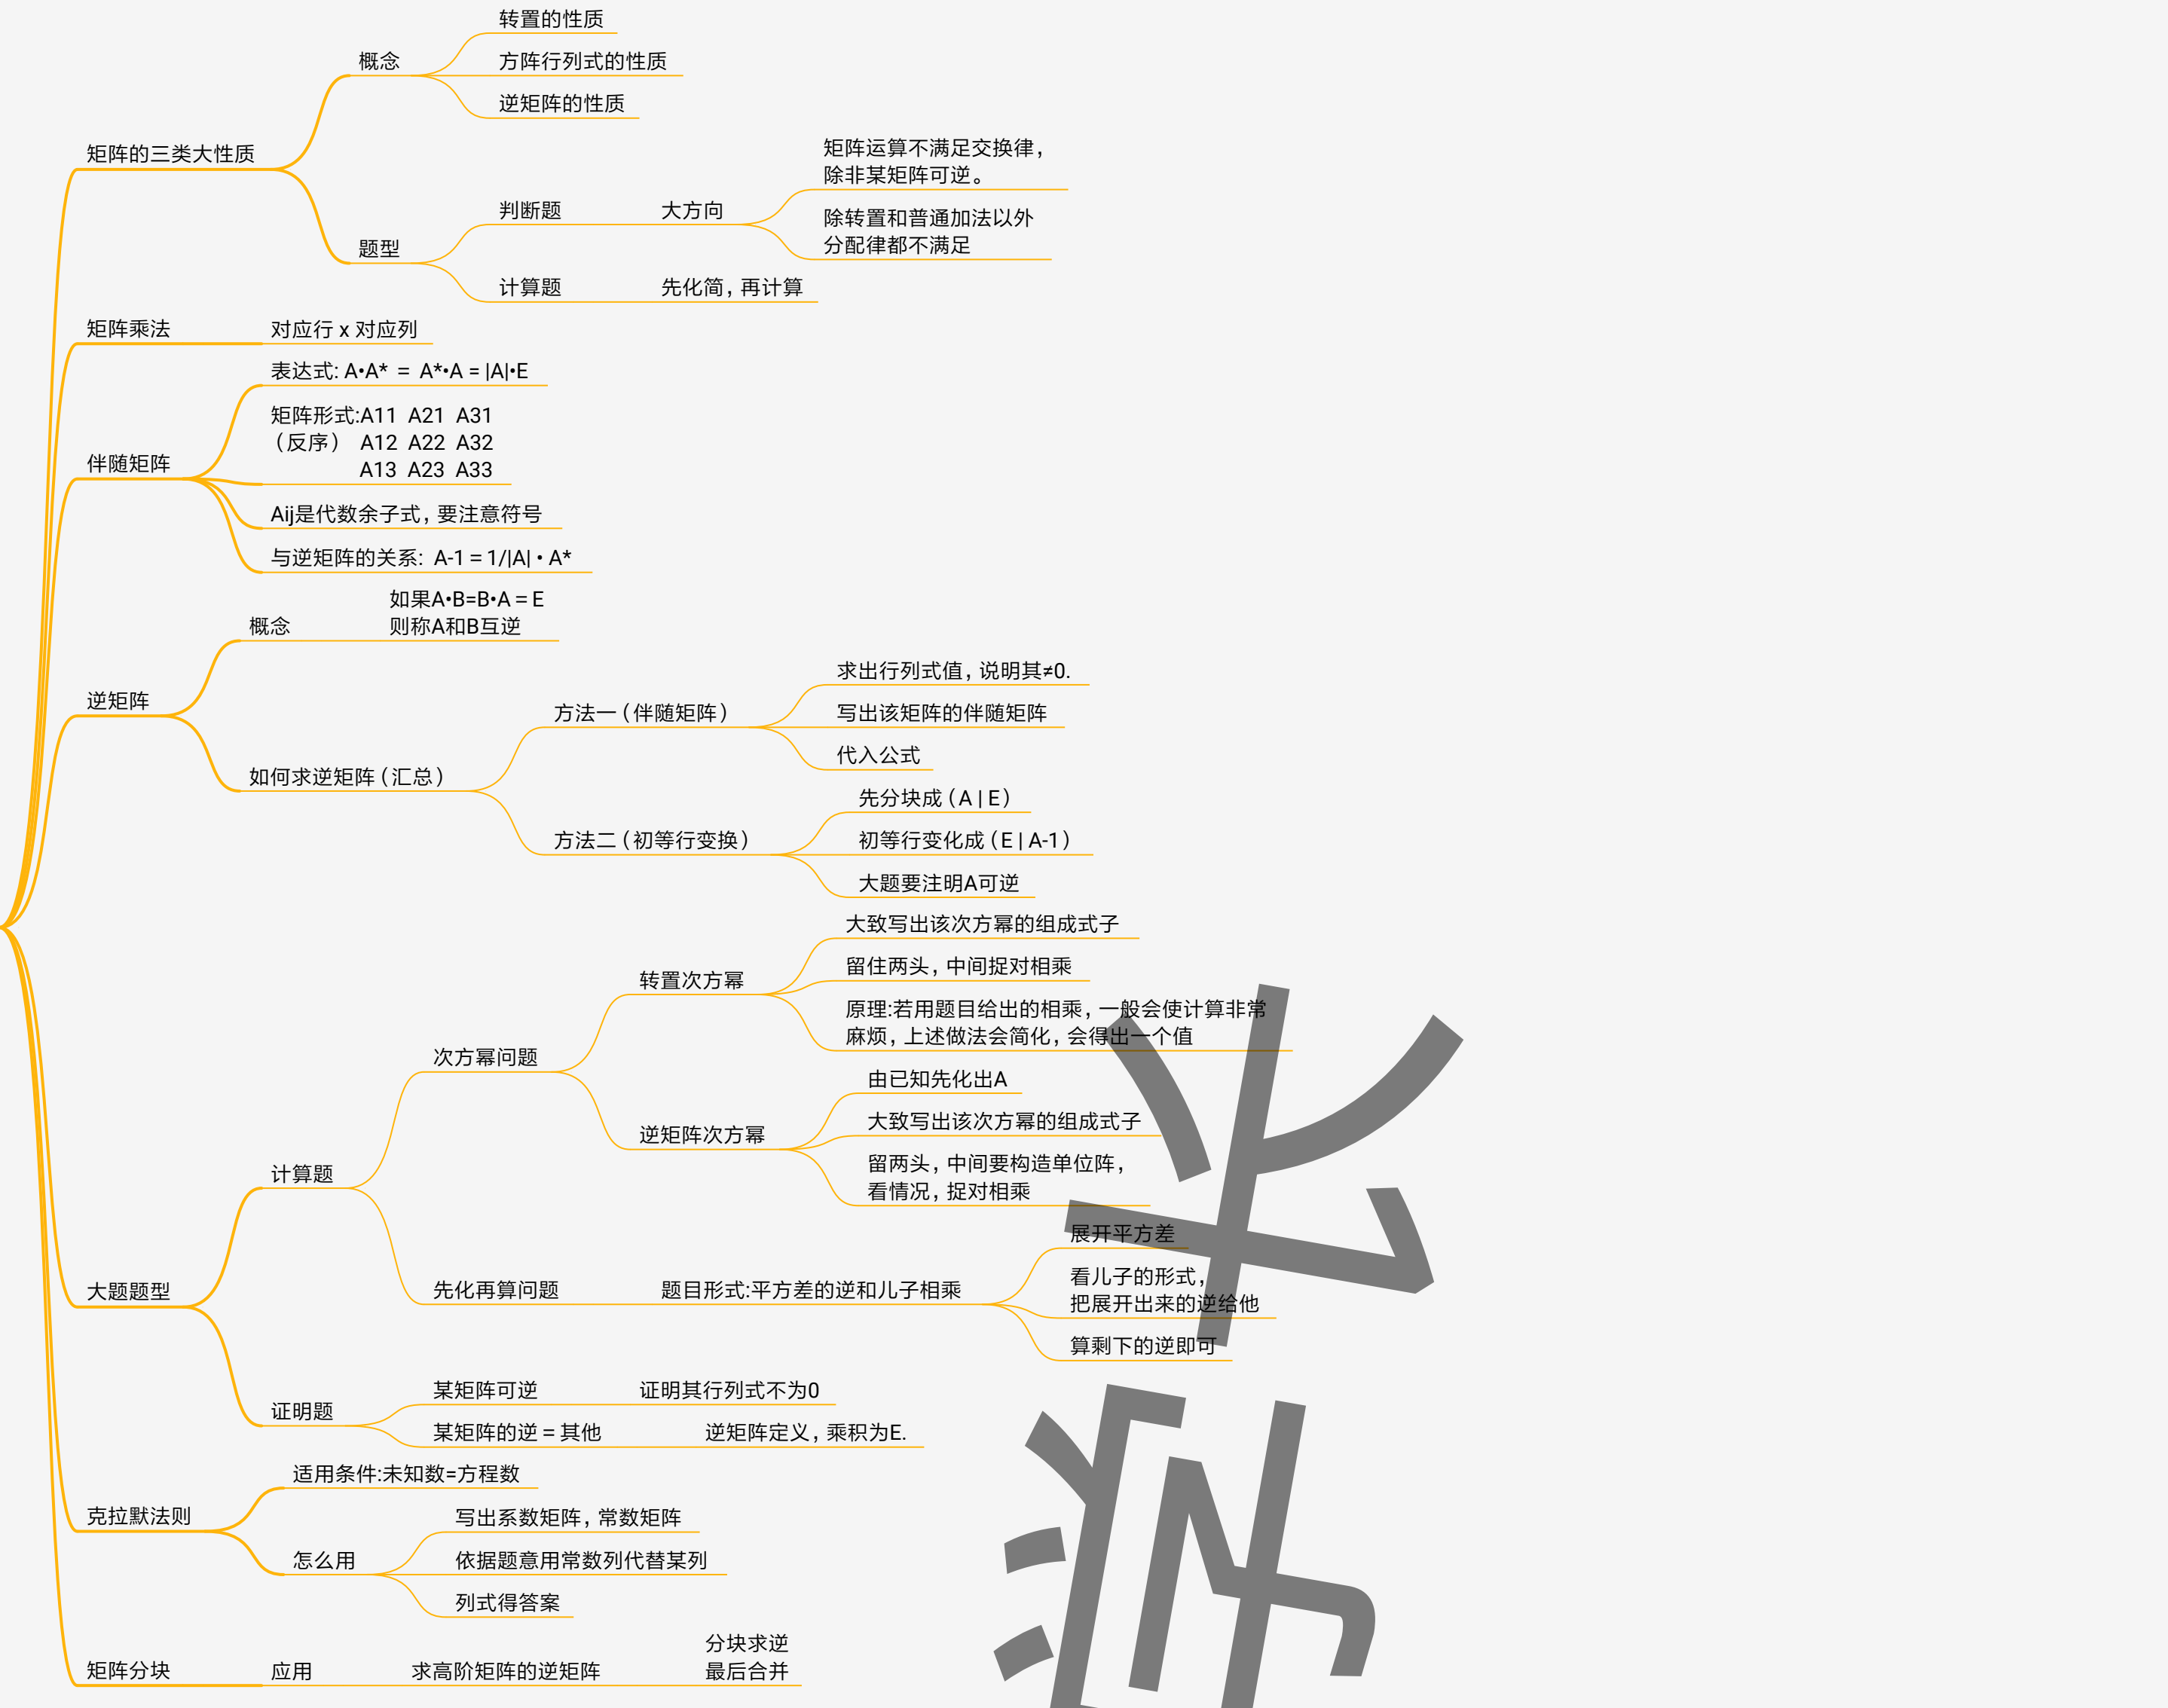 转置的性质
概念
方阵行列式的性质
逆矩阵的性质
矩阵的三类大性质
矩阵运算不满足交换律，
除非某矩阵可逆。
判断题
大方向
除转置和普通加法以外
分配律都不满足
题型
计算题
先化简，再计算
矩阵乘法
对应行 x 对应列
表达式: A•A* = A*•A = |A|•E
矩阵形式:A11 A21 A31
（反序） A12 A22 A32
A13 A23 A33
伴随矩阵
Aij是代数余子式，要注意符号
与逆矩阵的关系: A-1 = 1/|A| • A*
如果A•B=B•A = E
则称A和B互逆
概念
逆矩阵
求出行列式值，说明其≠0.
方法一（伴随矩阵）
写出该矩阵的伴随矩阵
代入公式
如何求逆矩阵（汇总）
先分块成（A | E）
方法二（初等行变换）
初等行变化成（E | A-1）
大题要注明A可逆
大致写出该次方幂的组成式子
转置次方幂
留住两头，中间捉对相乘
原理:若用题目给出的相乘，一般会使计算非常
麻烦，上述做法会简化，会得出一个值
次方幂问题
由已知先化出A
逆矩阵次方幂
大致写出该次方幂的组成式子
留两头，中间要构造单位阵，
看情况，捉对相乘
计算题
展开平方差
先化再算问题
题目形式:平方差的逆和儿子相乘
看儿子的形式，
把展开出来的逆给他
算剩下的逆即可
大题题型
某矩阵可逆
证明其行列式不为0
证明题
某矩阵的逆 = 其他
逆矩阵定义，乘积为E.
适用条件:未知数=方程数
克拉默法则
写出系数矩阵，常数矩阵
怎么用
依据题意用常数列代替某列
列式得答案
矩阵分块
应用
求高阶矩阵的逆矩阵
分块求逆
最后合并